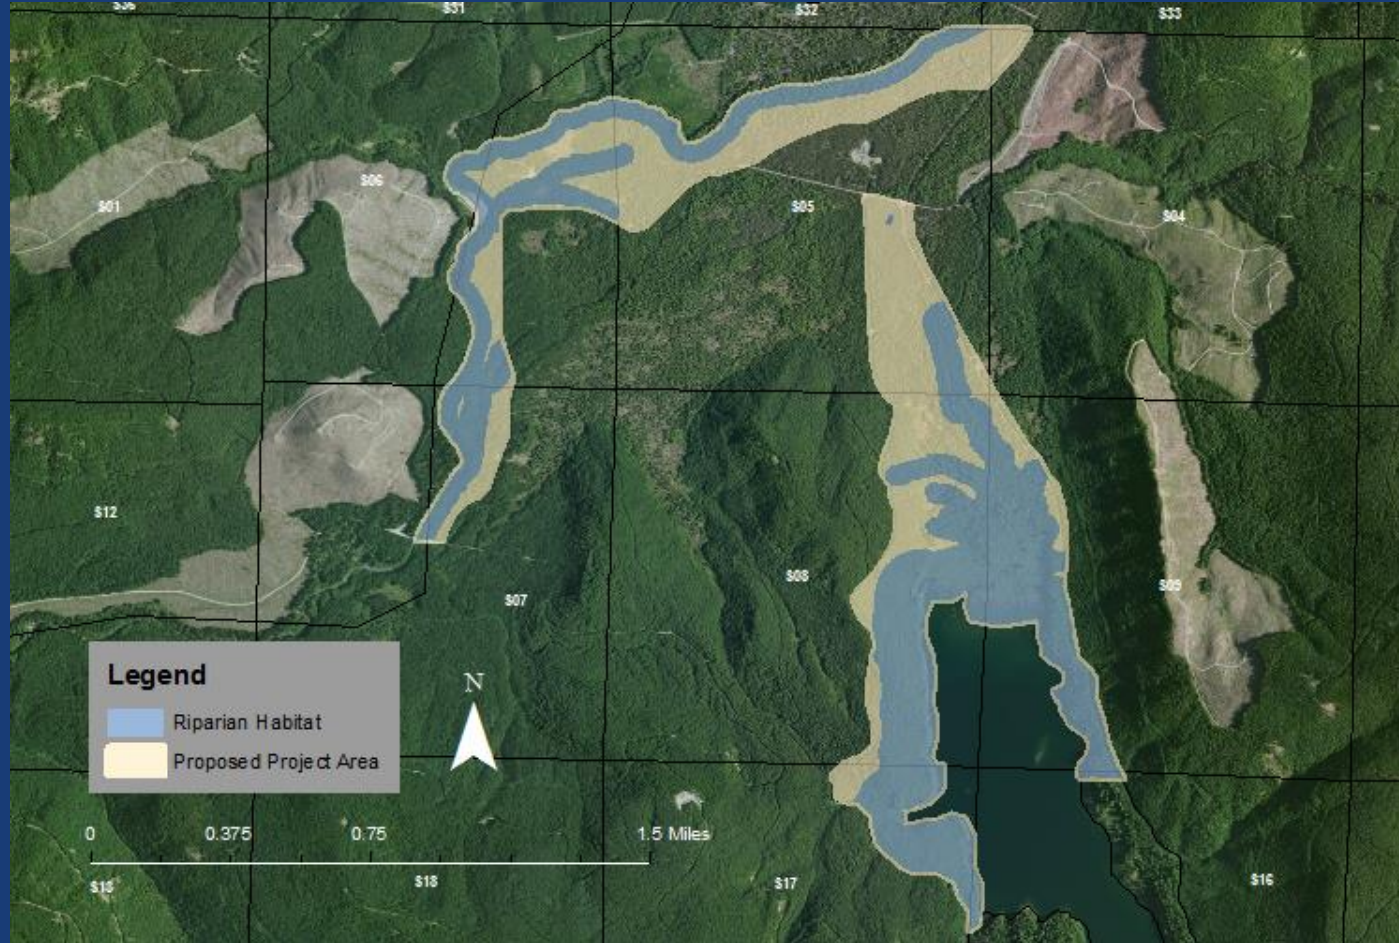 S36
S31
S32
S33
S06
S01
S05
S04
S12
S08
S09
S07
Legend
N
Riparian Habitat
Proposed Project Area
0
0.375
0.75
1.5 Miles
S13
S18
S17
S16